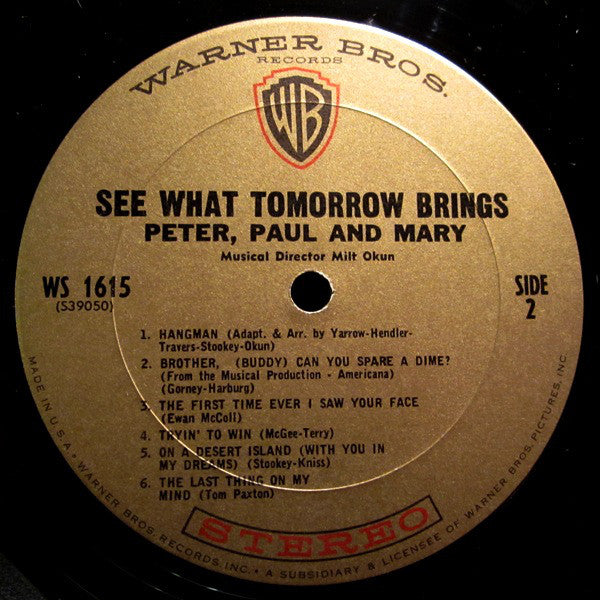 WARNER BROS.
RECORDS
WB
SEE WHAT TOMORROW BRINGS
PETER, PAUL AND MARY
Musical Director Milt Okun
WS 1615
(S39050)
SIDE
2
1. HANGMAN (Adapt. & Arr. by Yarrow-Hendler-
Travers-Stookey-Okun)
2. BROTHER, (BUDDY) CAN YOU SPARE A DIME?
(From the Musical Production - Americana)
(Gorney-Harburg)
3. THE FIRST TIME EVER I SAW YOUR FACE
(Ewan McColl)
4. TRYIN' TO WIN (McGee-Terry)
5. ON A DESERT ISLAND (WITH YOU IN
MY DREAMS) (Stookey-Kniss)
6. THE LAST THING ON MY
MIND (Tom Paxton)
STEREO
MADE IN U.S.A. • WARNER BROS. RECORDS, INC. • A SUBSIDIARY & LICENSEE OF WARNER BROS. PICTURES, INC.